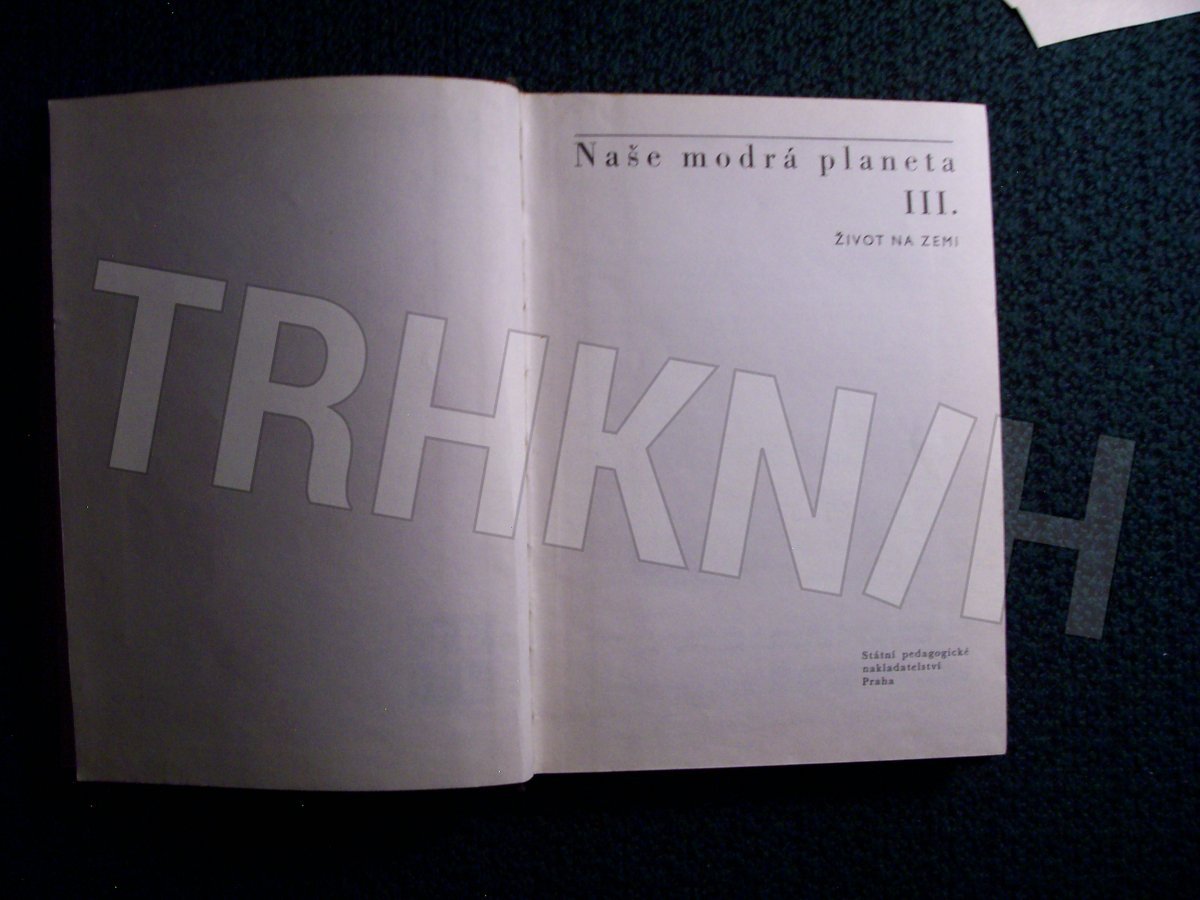 Naše modrá planeta
III.
ŽIVOT NA ZEMI
TRHKNIH
Státní pedagogické
nakladatelství
Praha